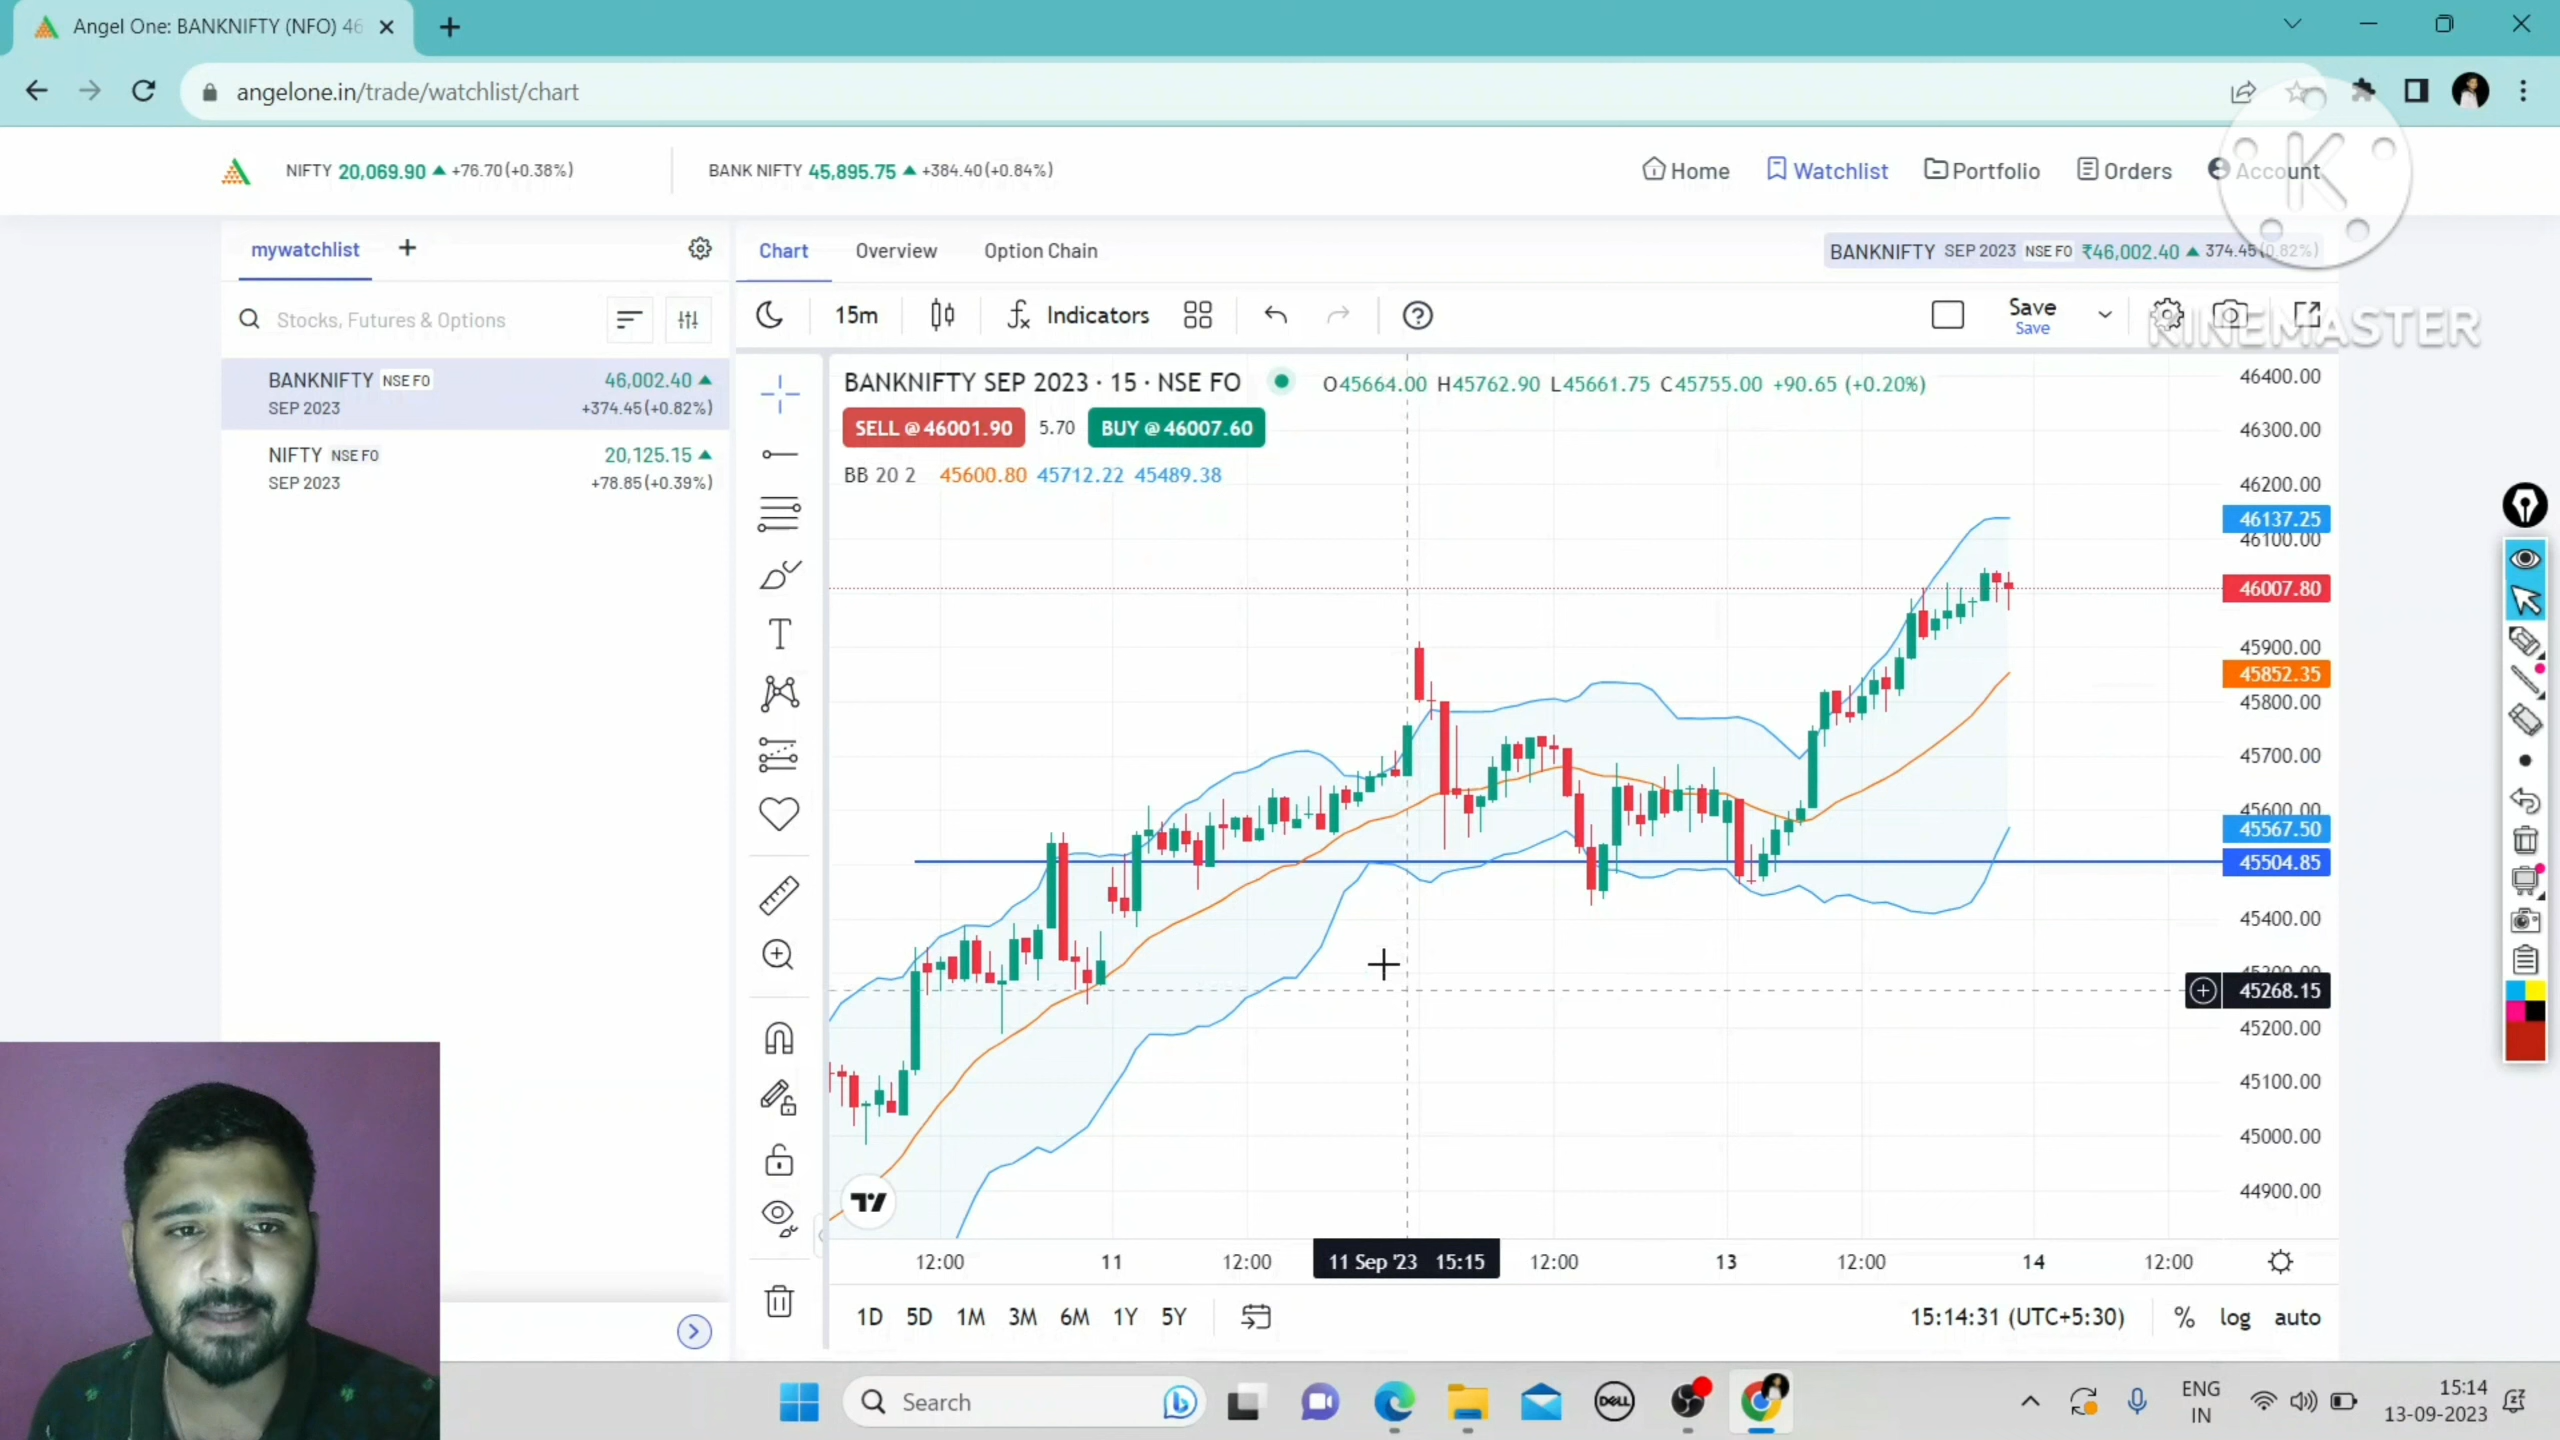 Angel One: BANKNIFTY (NFO) 46
angelone.in/trade/watchlist/chart
NIFTY 20,069.90 +76.70(+0.38%)
BANK NIFTY 45,895.75 +384.40(+0.84%)
Home
Watchlist
Portfolio
Orders
Account
K
mywatchlist +
Chart
Overview
Option Chain
BANKNIFTY SEP 2023 NSE FO ₹46,002.40 374.45(0.82%)
Stocks, Futures & Options
15m
Indicators
Save
Save
KINEMASTER
BANKNIFTY NSE FO 46,002.40
SEP 2023 +374.45(+0.82%)
NIFTY NSE FO 20,125.15
SEP 2023 +78.85(+0.39%)
BANKNIFTY SEP 2023 · 15 · NSE FO O45664.00 H45762.90 L45661.75 C45755.00 +90.65 (+0.20%)
SELL @ 46001.90 5.70 BUY @ 46007.60
BB 20 2 45600.80 45712.22 45489.38
46400.00
46300.00
46200.00
46137.25
46100.00
46007.80
45900.00
45852.35
45800.00
45700.00
45600.00
45567.50
45504.85
45400.00
45268.15
45200.00
45100.00
45000.00
44900.00
12:00 11 12:00 11 Sep '23 15:15 12:00 13 12:00 14 12:00
1D 5D 1M 3M 6M 1Y 5Y
15:14:31 (UTC+5:30) % log auto
Search
DELL
ENG
IN
15:14
13-09-2023